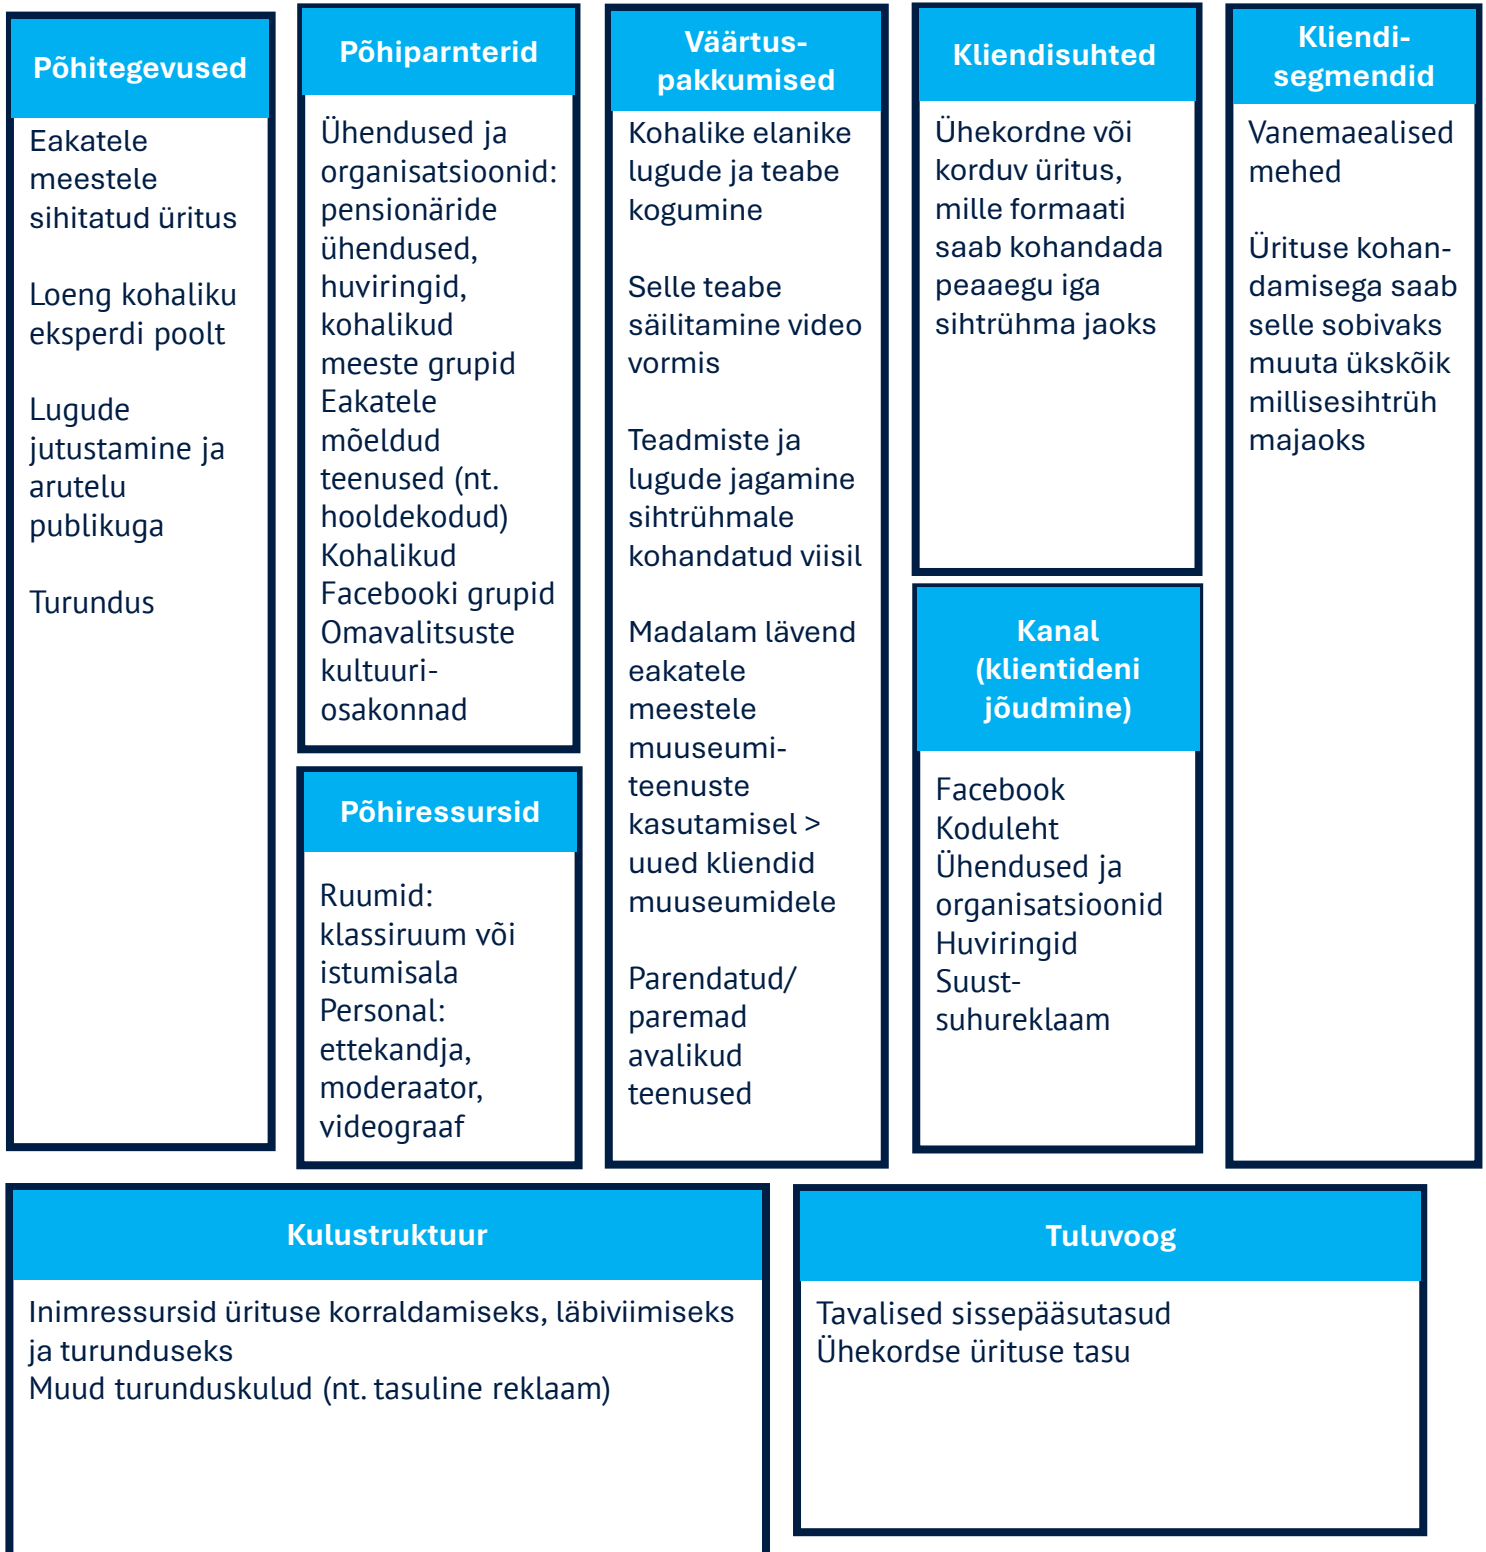 Põhitegevused
Eakatele
meestele
sihitatud üritus
Loeng kohaliku
eksperdi poolt
Lugude
jutustamine ja
arutelu
publikuga
Turundus
Põhiparnterid
Ühendused ja
organisatsioonid:
pensionäride
ühendused,
huviringid,
kohalikud
meeste grupid
Eakatele
mõeldud
teenused (nt.
hooldekodud)
Kohalikud
Facebooki grupid
Omavalitsuste
kultuuri-
osakonnad
Põhiressursid
Ruumid:
klassiruum või
istumisala
Personal:
ettekandja,
moderaator,
videograaf
Väärtus-
pakkumised
Kohalike elanike
lugude ja teabe
kogumine
Selle teabe
säilitamine video
vormis
Teadmiste ja
lugude jagamine
sihtrühmale
kohandatud viisil
Madalam lävend
eakatele
meestele
muuseumi-
teenuste
kasutamisel >
uued kliendid
muuseumidele
Parendatud/
paremad
avalikud
teenused
Kliendisuhted
Ühekordne või
korduv üritus,
mille formaati
saab kohandada
peaaegu iga
sihtrühma jaoks
Kanal
(klientideni
jõudmine)
Facebook
Koduleht
Ühendused ja
organisatsioonid
Huviringid
Suust-
suhureklaam
Kliendi-
segmendid
Vanemaealised
mehed
Ürituse kohan-
damisega saab
selle sobivaks
muuta ükskõik
millisesihtrüh
majaoks
Kulustruktuur
Inimressursid ürituse korraldamiseks, läbiviimiseks
ja turunduseks
Muud turunduskulud (nt. tasuline reklaam)
Tuluvoog
Tavalised sissepääsutasud
Ühekordse ürituse tasu